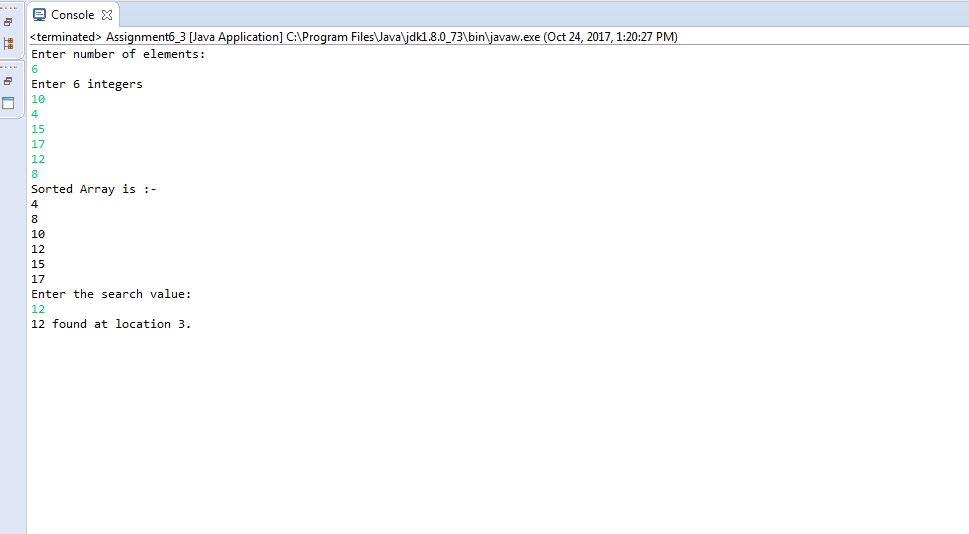 Console
<terminated> Assignment6_3 [Java Application] C:\Program Files\Java\jdk1.8.0_73\bin\javaw.exe (Oct 24, 2017, 1:20:27 PM)
Enter number of elements:
6
Enter 6 integers
10
4
15
17
12
8
Sorted Array is :-
4
8
10
12
15
17
Enter the search value:
12
12 found at location 3.